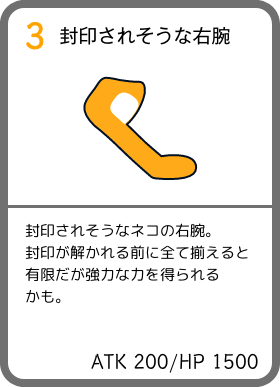 3 封印されそうな右腕
封印されそうなネコの右腕。
封印が解かれる前に全て揃えると
有限だが強力な力を得られる
かも。
ATK 200/HP 1500